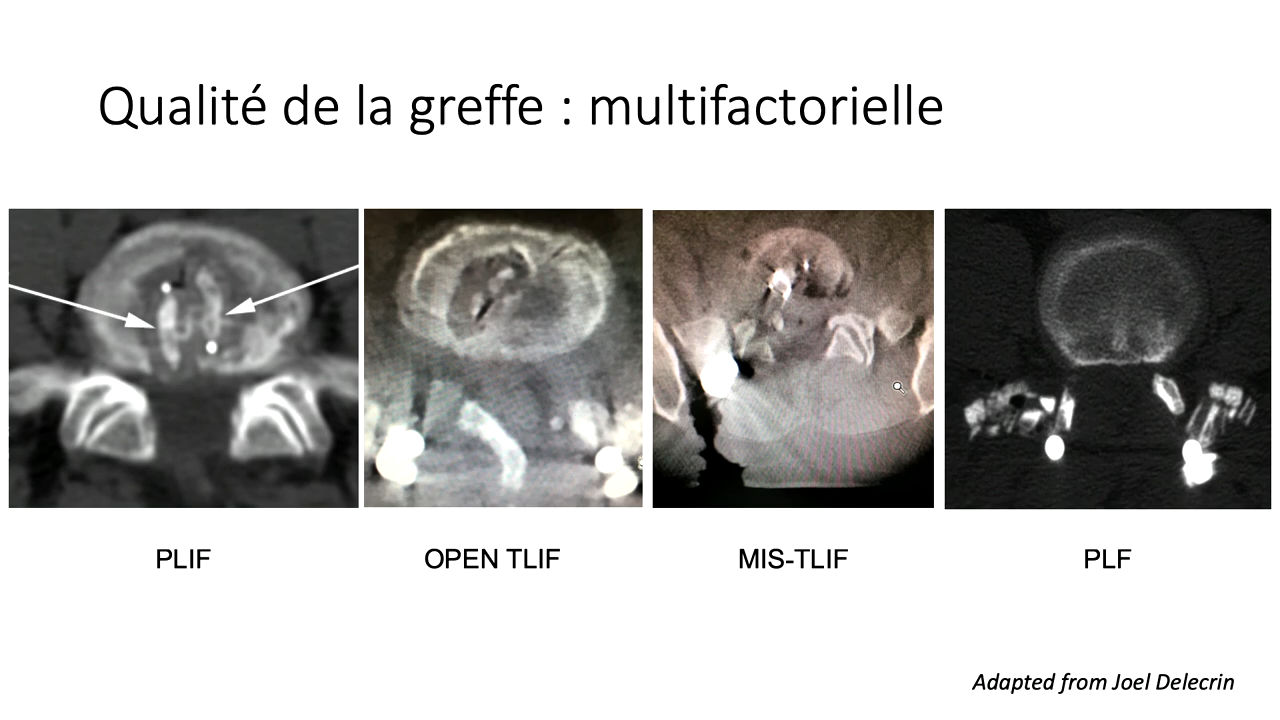 Qualité de la greffe : multifactorielle
PLIF
OPEN TLIF
MIS-TLIF
PLF
Adapted from Joel Delecrin